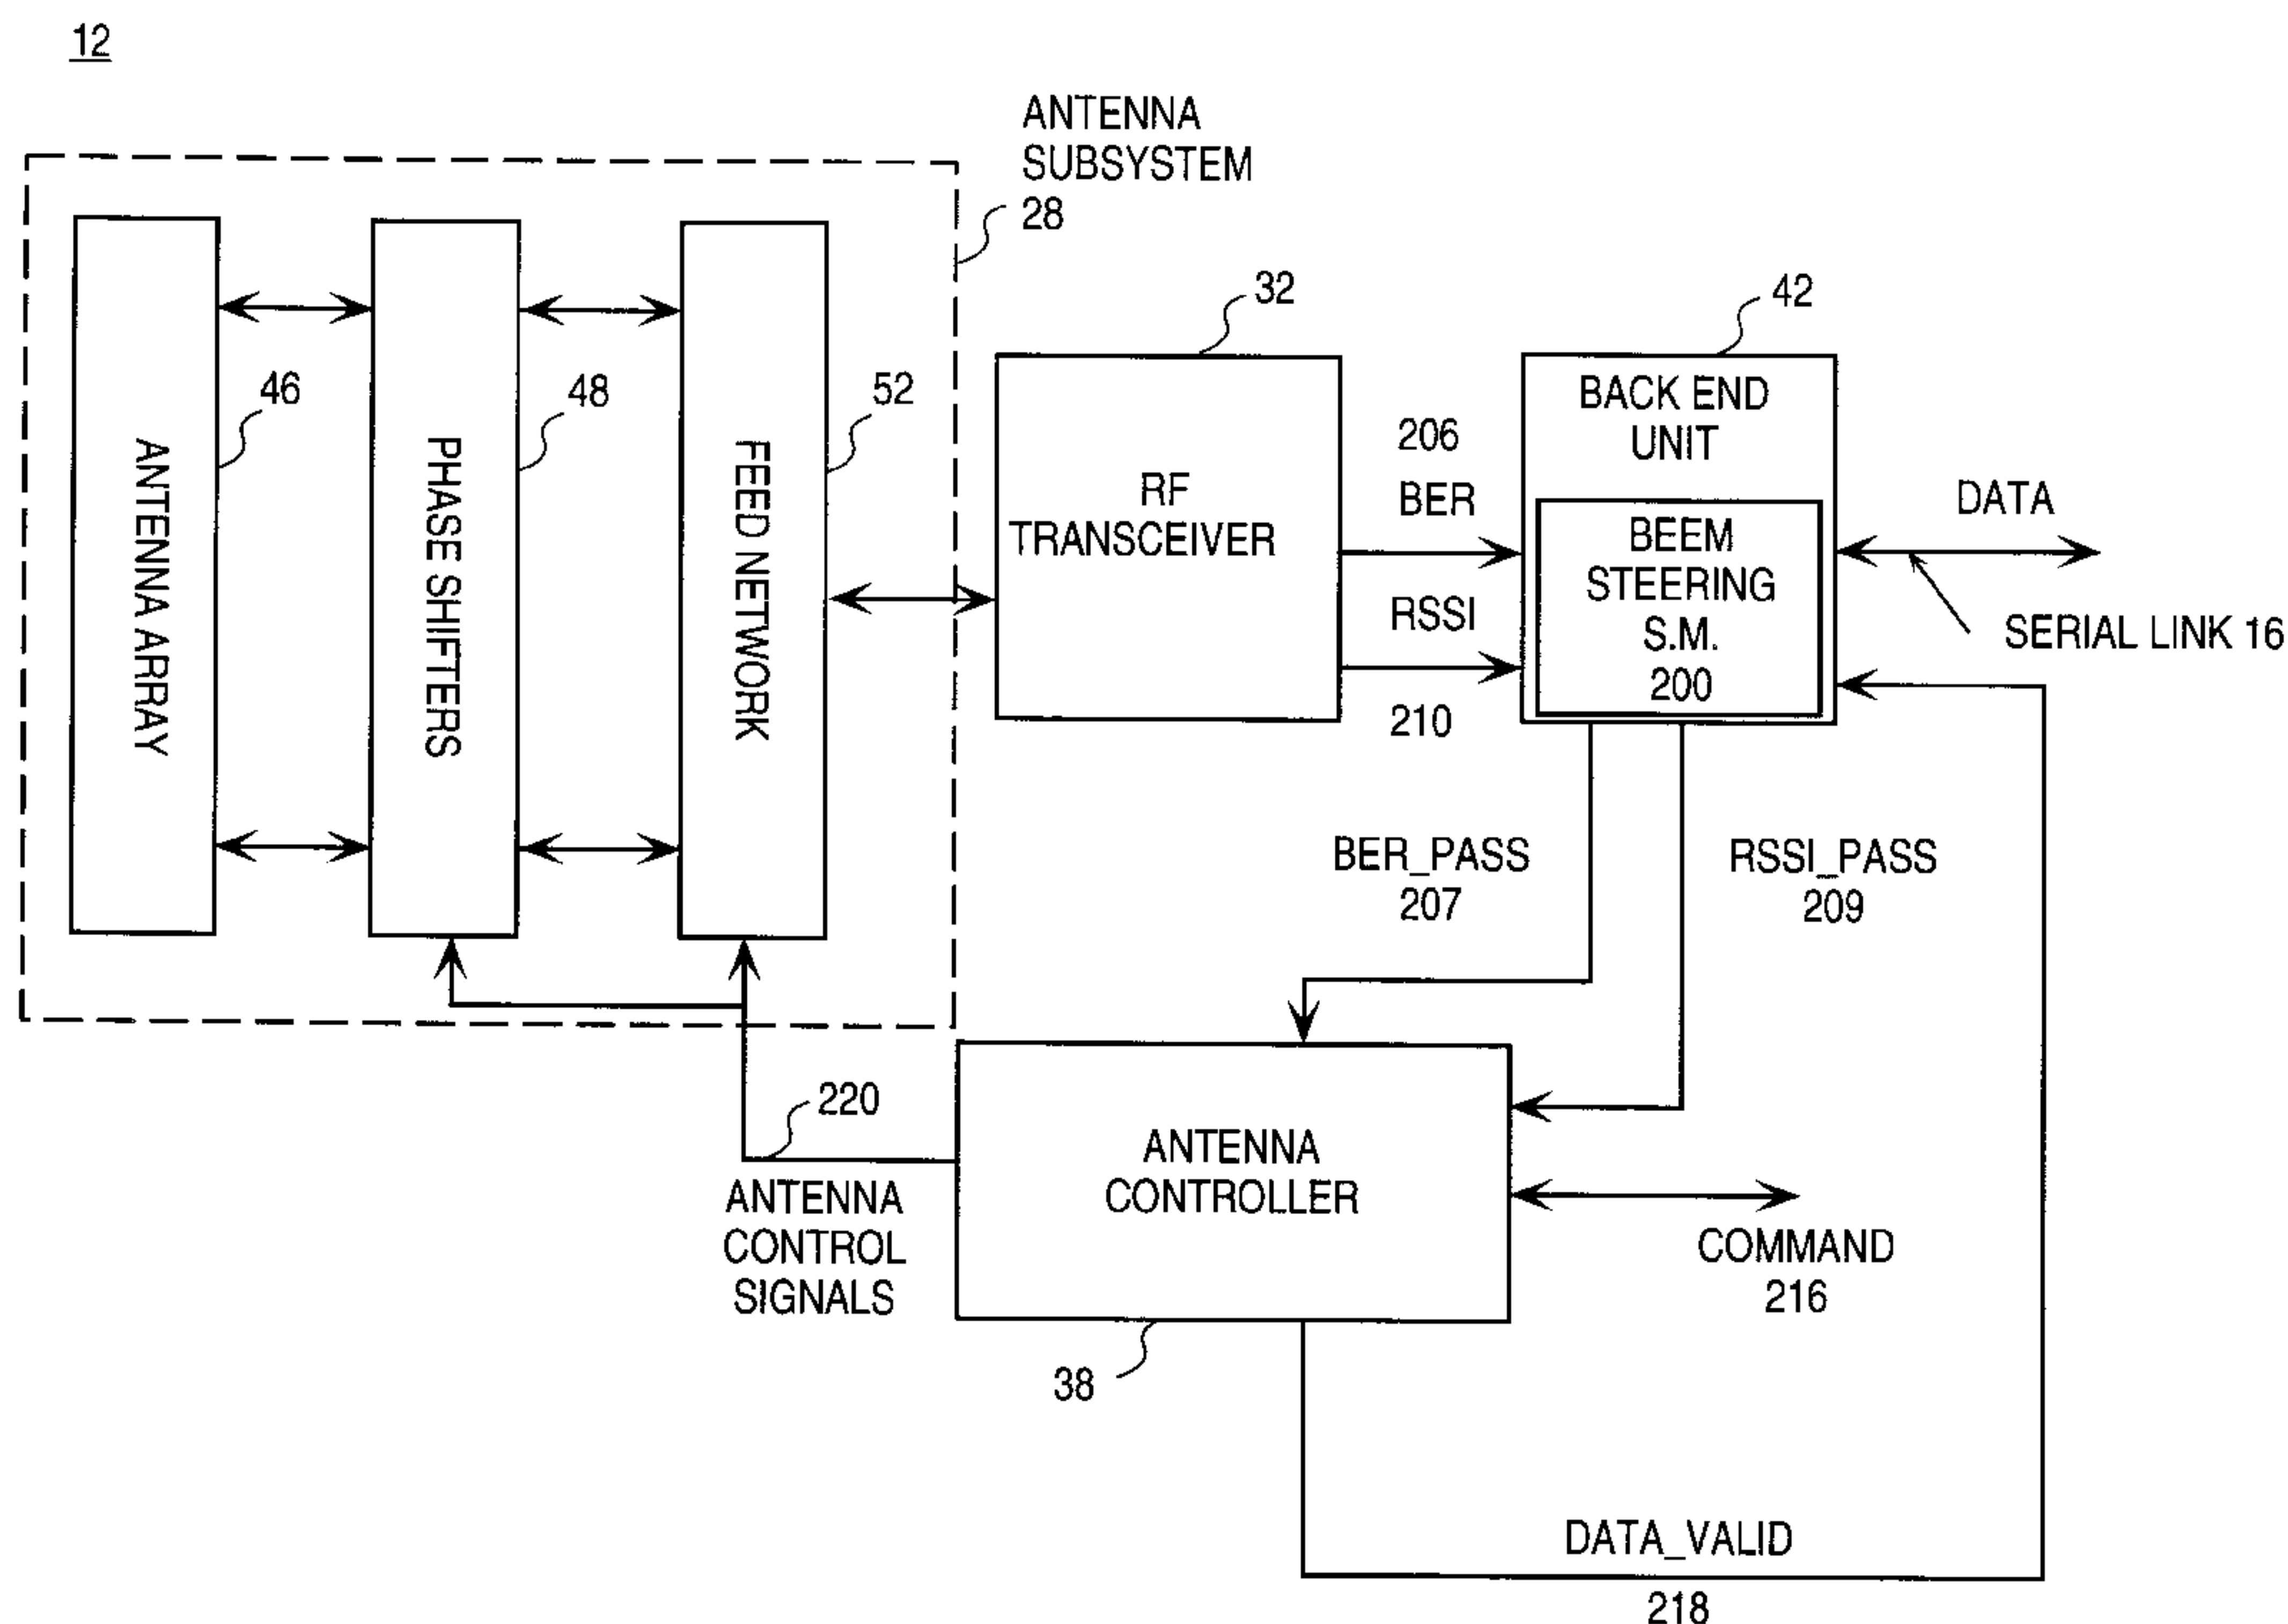 12
ANTENNA
SUBSYSTEM
28
ANTENNA ARRAY
46
PHASE SHIFTERS
48
FEED NETWORK
52
32
RF
TRANSCEIVER
206
BER
RSSI
210
42
BACK END
UNIT
BEEM
STEERING
S.M.
200
DATA
SERIAL LINK 16
BER_PASS
207
RSSI_PASS
209
220
ANTENNA
CONTROL
SIGNALS
ANTENNA
CONTROLLER
38
COMMAND
216
DATA_VALID
218